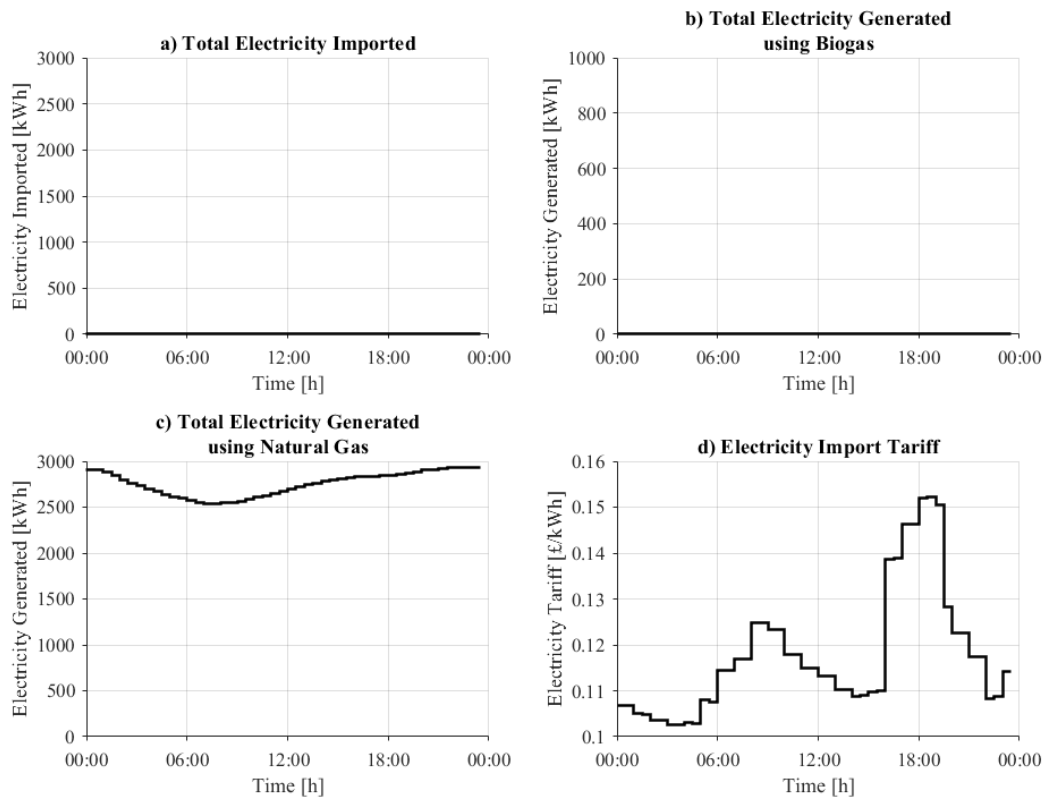 a) Total Electricity Imported
3000
2500
2000
1500
1000
500
0
Electricity Imported [kWh]
00:00 06:00 12:00 18:00 00:00
Time [h]
b) Total Electricity Generated
using Biogas
1000
800
600
400
200
0
Electricity Generated [kWh]
00:00 06:00 12:00 18:00 00:00
Time [h]
c) Total Electricity Generated
using Natural Gas
3000
2500
2000
1500
1000
500
0
Electricity Generated [kWh]
00:00 06:00 12:00 18:00 00:00
Time [h]
d) Electricity Import Tariff
0.16
0.15
0.14
0.13
0.12
0.11
0.1
Electricity Tariff [£/kWh]
00:00 06:00 12:00 18:00 00:00
Time [h]